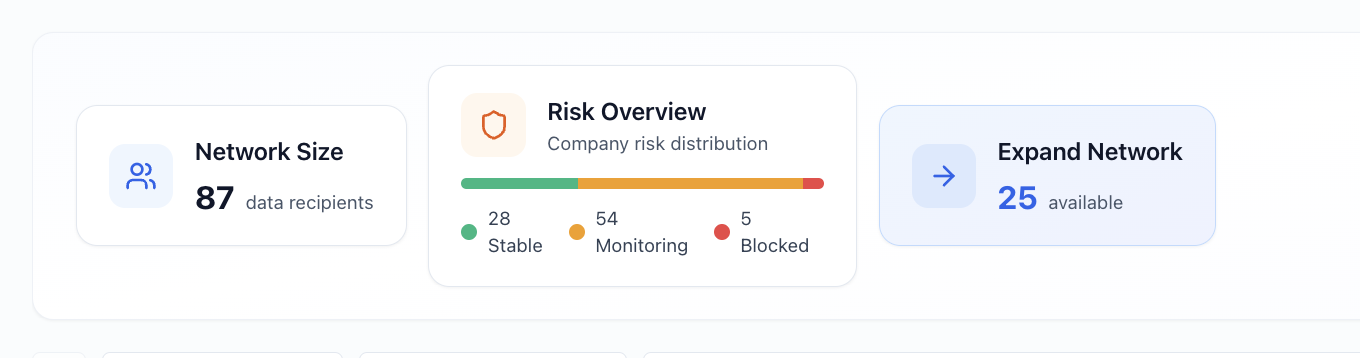 Network Size
87 data recipients
Risk Overview
Company risk distribution
28
Stable
54
Monitoring
5
Blocked
Expand Network
25 available